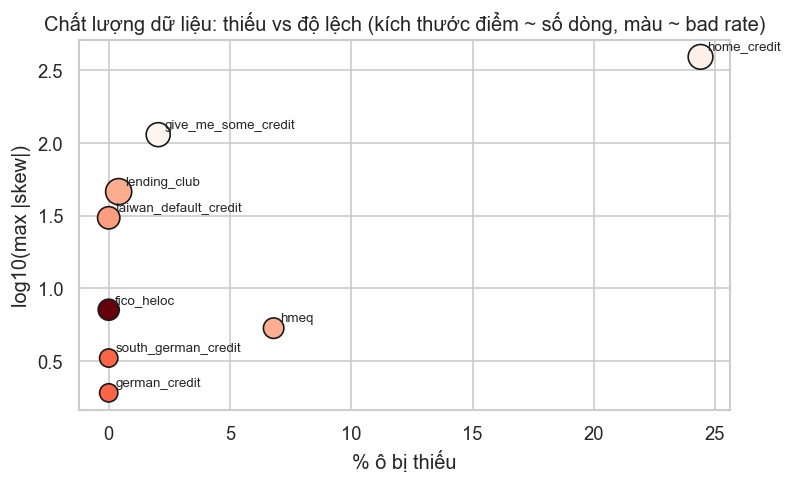 Chất lượng dữ liệu: thiếu vs độ lệch (kích thước điểm ~ số dòng, màu ~ bad rate)
home_credit
2.5
give_me_some_credit
2.0
lending_club
taiwan_default_credit
1.5
log10(max |skew|)
1.0
fico_heloc
hmeq
south_german_credit
0.5
german_credit
0 5 10 15 20 25
% ô bị thiếu